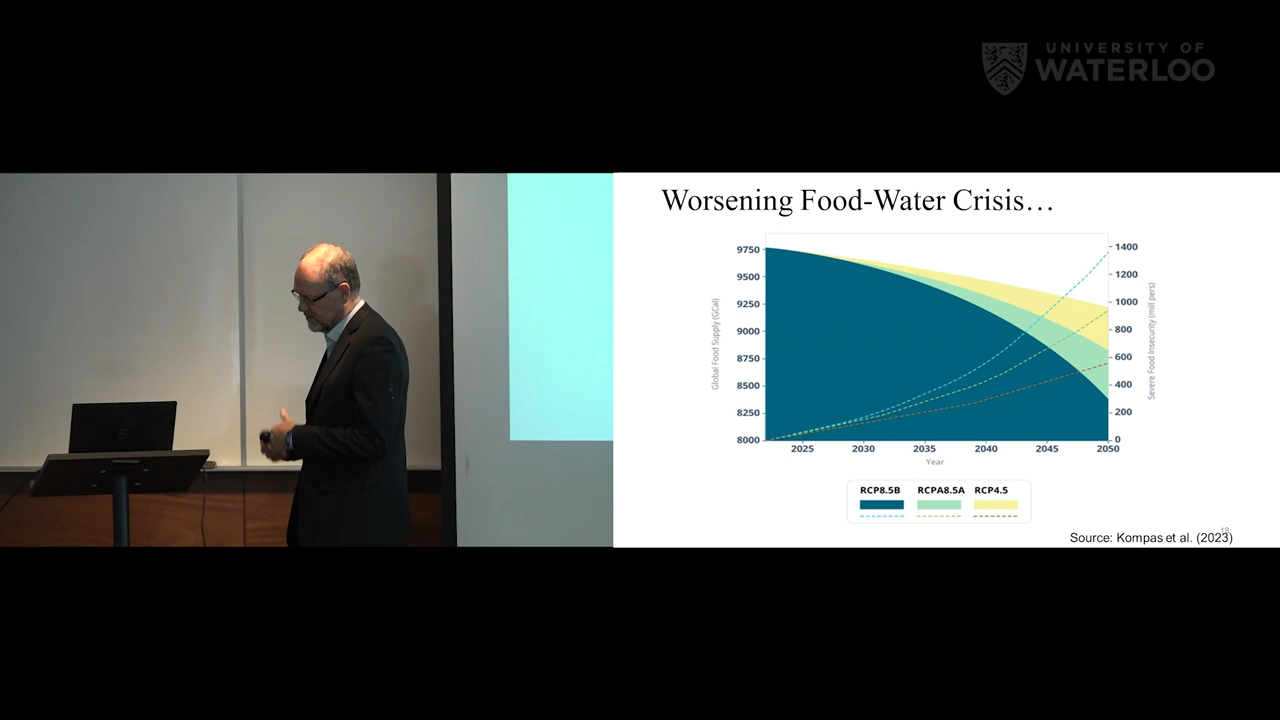 UNIVERSITY OF
WATERLOO
Worsening Food-Water Crisis…
9750
9500
9250
9000
8750
8500
8250
8000
Global Food Supply (GCal)
1400
1200
1000
800
600
400
200
0
Severe Food Insecurity (mill pers)
2025 2030 2035 2040 2045 2050
Year
RCP8.5B RCPA8.5A RCP4.5
18
Source: Kompas et al. (2023)